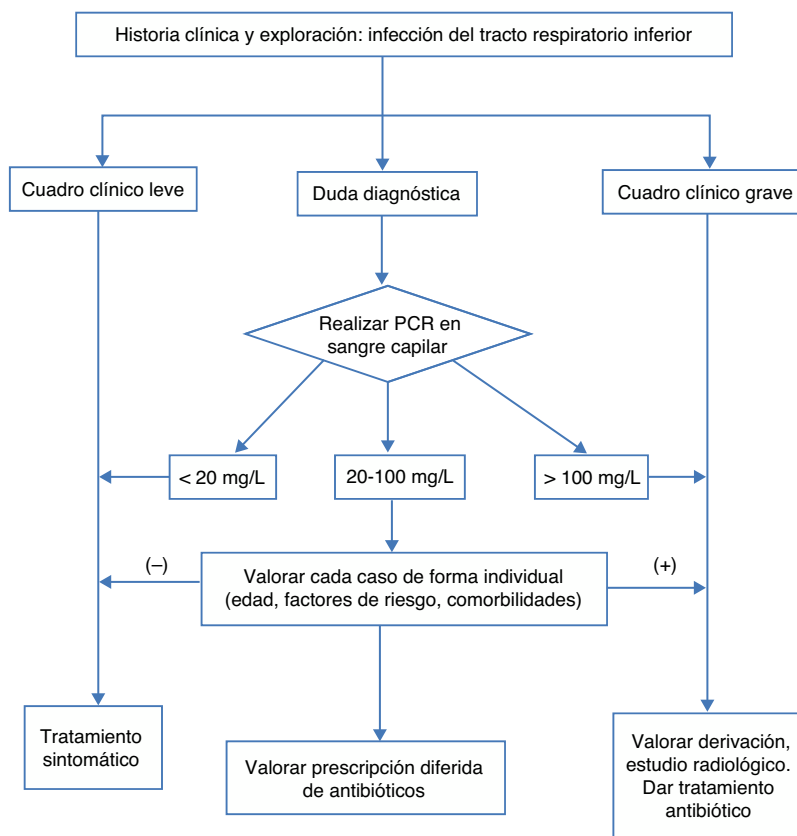 Historia clínica y exploración: infección del tracto respiratorio inferior
Cuadro clínico leve
Duda diagnóstica
Cuadro clínico grave
Realizar PCR en
sangre capilar
< 20 mg/L
20-100 mg/L
> 100 mg/L
(–)
Valorar cada caso de forma individual
(edad, factores de riesgo, comorbilidades)
(+)
Tratamiento
sintomático
Valorar prescripción diferida
de antibióticos
Valorar derivación,
estudio radiológico.
Dar tratamiento
antibiótico